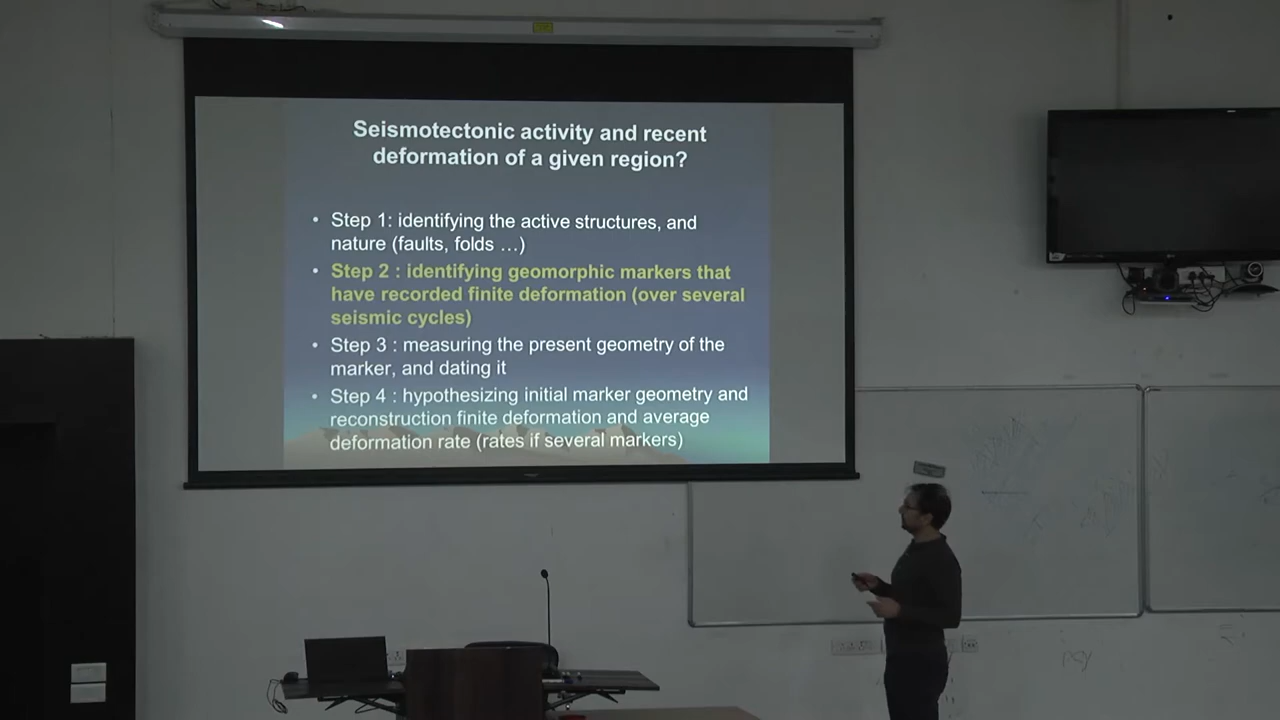 Seismotectonic activity and recent
deformation of a given region?
• Step 1: identifying the active structures, and
nature (faults, folds …)
• Step 2 : identifying geomorphic markers that
have recorded finite deformation (over several
seismic cycles)
• Step 3 : measuring the present geometry of the
marker, and dating it
• Step 4 : hypothesizing initial marker geometry and
reconstruction finite deformation and average
deformation rate (rates if several markers)